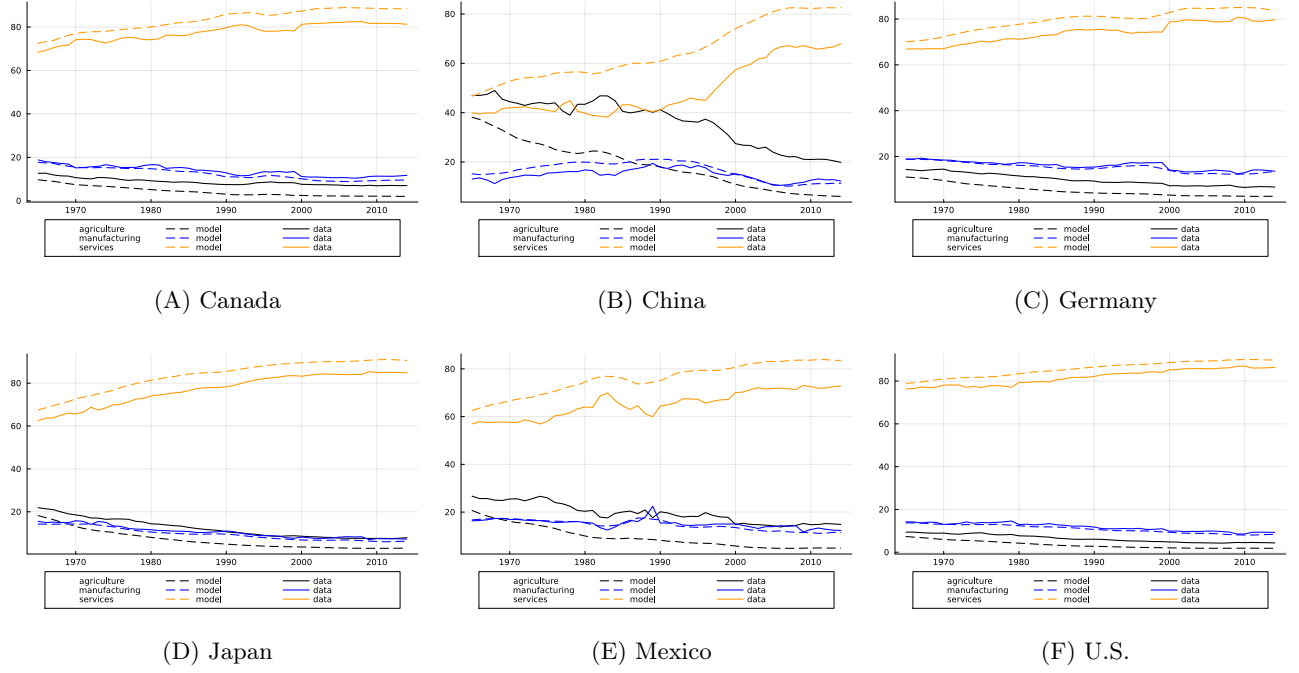 80
60
40
20
0
1970 1980 1990 2000 2010
agriculture model data
manufacturing model data
services model data
(A) Canada
80
60
40
20
1970 1980 1990 2000 2010
agriculture model data
manufacturing model data
services model data
(B) China
80
60
40
20
1970 1980 1990 2000 2010
agriculture model data
manufacturing model data
services model data
(C) Germany
80
60
40
20
1970 1980 1990 2000 2010
agriculture model data
manufacturing model data
services model data
(D) Japan
80
60
40
20
1970 1980 1990 2000 2010
agriculture model data
manufacturing model data
services model data
(E) Mexico
80
60
40
20
0
1970 1980 1990 2000 2010
agriculture model data
manufacturing model data
services model data
(F) U.S.